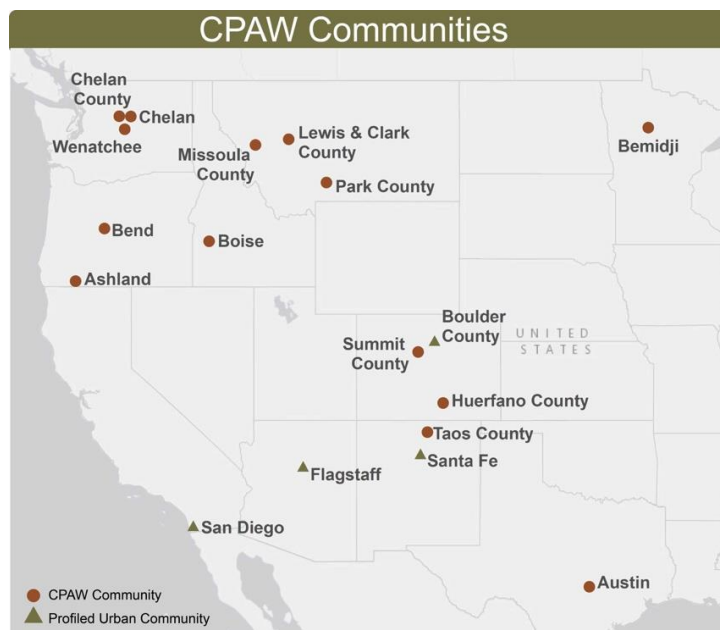 CPAW Communities
Chelan
County
Chelan
Wenatchee
Missoula
County
Lewis & Clark
County
Park County
Bemidji
Bend
Boise
Ashland
Boulder
County
Summit
County
UNITED
STATES
Huerfano County
Taos County
Santa Fe
Flagstaff
San Diego
Austin
CPAW Community
Profiled Urban Community